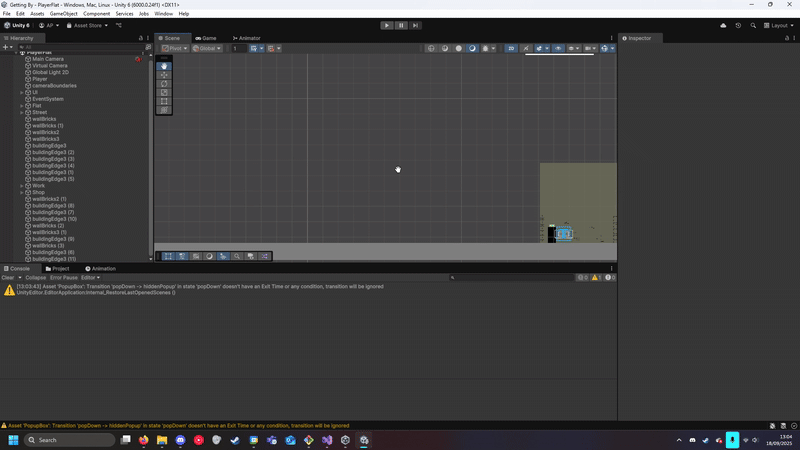 Getting By - PlayerFlat - Windows, Mac, Linux - Unity 6 (6000.0.24f1) <DX11>
File Edit Assets GameObject Component Services Jobs Window Help
Unity 6 AP Asset Store Layout
Hierarchy Scene Game Animator Inspector
All
Pivot Global 1 2D
PlayerFlat
Main Camera
Virtual Camera
Global Light 2D
Player
cameraBoundaries
UI
EventSystem
Flat
Street
wallBricks
wallBricks (1)
wallBricks2
wallBricks3
buildingEdge3
buildingEdge3 (2)
buildingEdge3 (3)
buildingEdge3 (4)
buildingEdge3 (1)
buildingEdge3 (5)
Work
Shop
wallBricks2 (1)
buildingEdge3 (8)
buildingEdge3 (7)
buildingEdge3 (10)
wallBricks (2)
wallBricks3 (1)
buildingEdge3 (9)
wallBricks (3)
buildingEdge3 (6)
buildingEdge3 (11)
Console Project Animation
Clear Collapse Error Pause Editor 0 1 0
[13:03:43] Asset 'PopupBox': Transition 'popDown -> hiddenPopup' in state 'popDown' doesn't have an Exit Time or any condition, transition will be ignored
UnityEditor.EditorApplication:Internal_RestoreLastOpenedScenes ()
Asset 'PopupBox': Transition 'popDown -> hiddenPopup' in state 'popDown' doesn't have an Exit Time or any condition, transition will be ignored
Search
13:04
18/09/2025